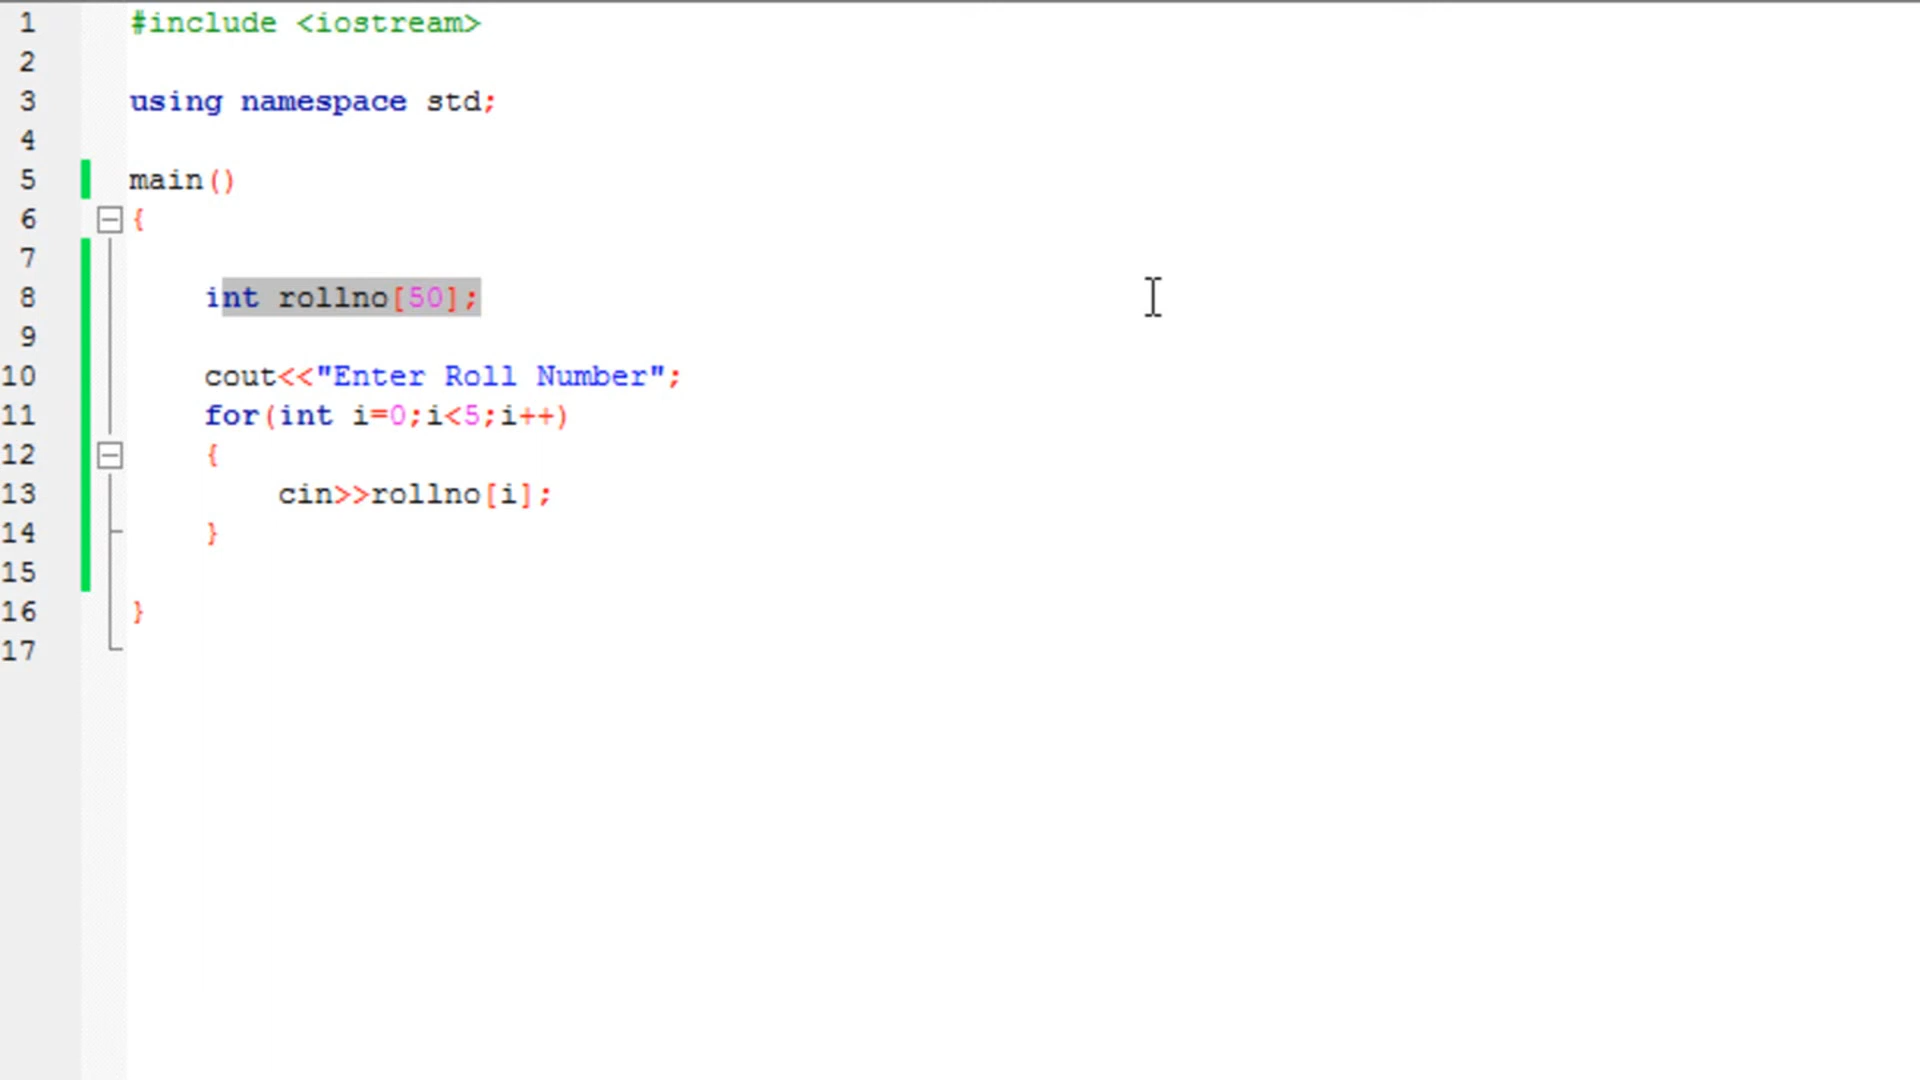 1 #include <iostream>
2
3 using namespace std;
4
5 main()
6 {
7
8 int rollno[50];
9
10 cout<<"Enter Roll Number";
11 for(int i=0;i<5;i++)
12 {
13 cin>>rollno[i];
14 }
15
16 }
17